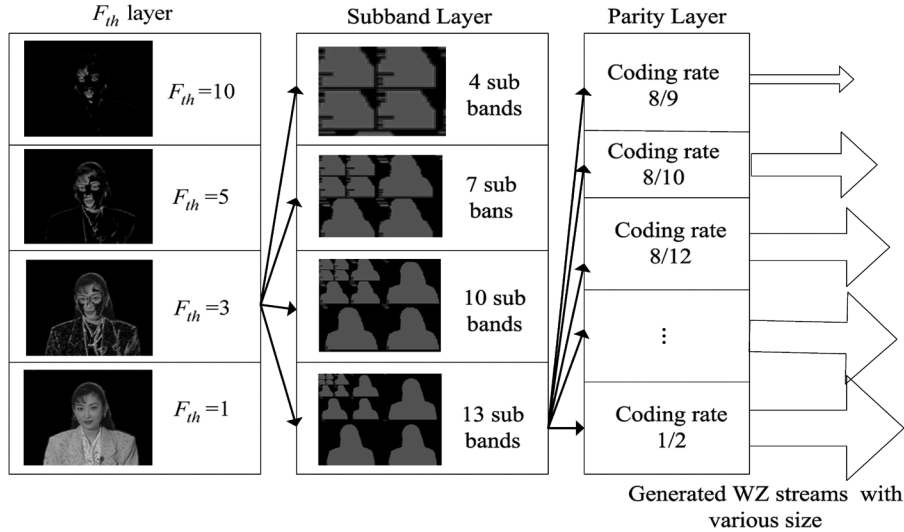 F_th layer
Subband Layer
Parity Layer
F_th=10
F_th=5
F_th=3
F_th=1
4 sub
bands
7 sub
bans
10 sub
bands
13 sub
bands
Coding rate
8/9
Coding rate
8/10
Coding rate
8/12
⋮
Coding rate
1/2
Generated WZ streams with
various size